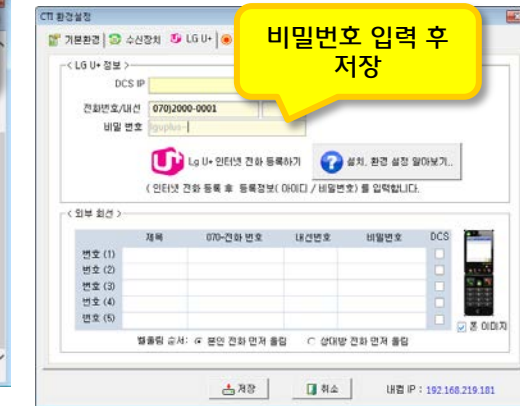 CTI 환경설정
기본환경 수신장치 LG U+
비밀번호 입력 후
저장
< LG U+ 정보 >
DCS IP
전화번호/내선 070)2000-0001
비밀 번호 lguplus-
U+ Lg U+ 인터넷 전화 등록하기 ? 설치, 환경 설정 알아보기..
( 인터넷 전화 등록 후 등록정보( 아이디 / 비밀번호) 를 입력합니다.
< 외부 회선 >
제목 070-전화 번호 내선번호 비밀번호 DCS
번호 (1)
번호 (2)
번호 (3)
번호 (4)
번호 (5)
폰 이미지
벨울림 순서: 본인 전화 먼저 울림 상대방 전화 먼저 울림
저장 취소 내컴 IP : 192.168.219.181